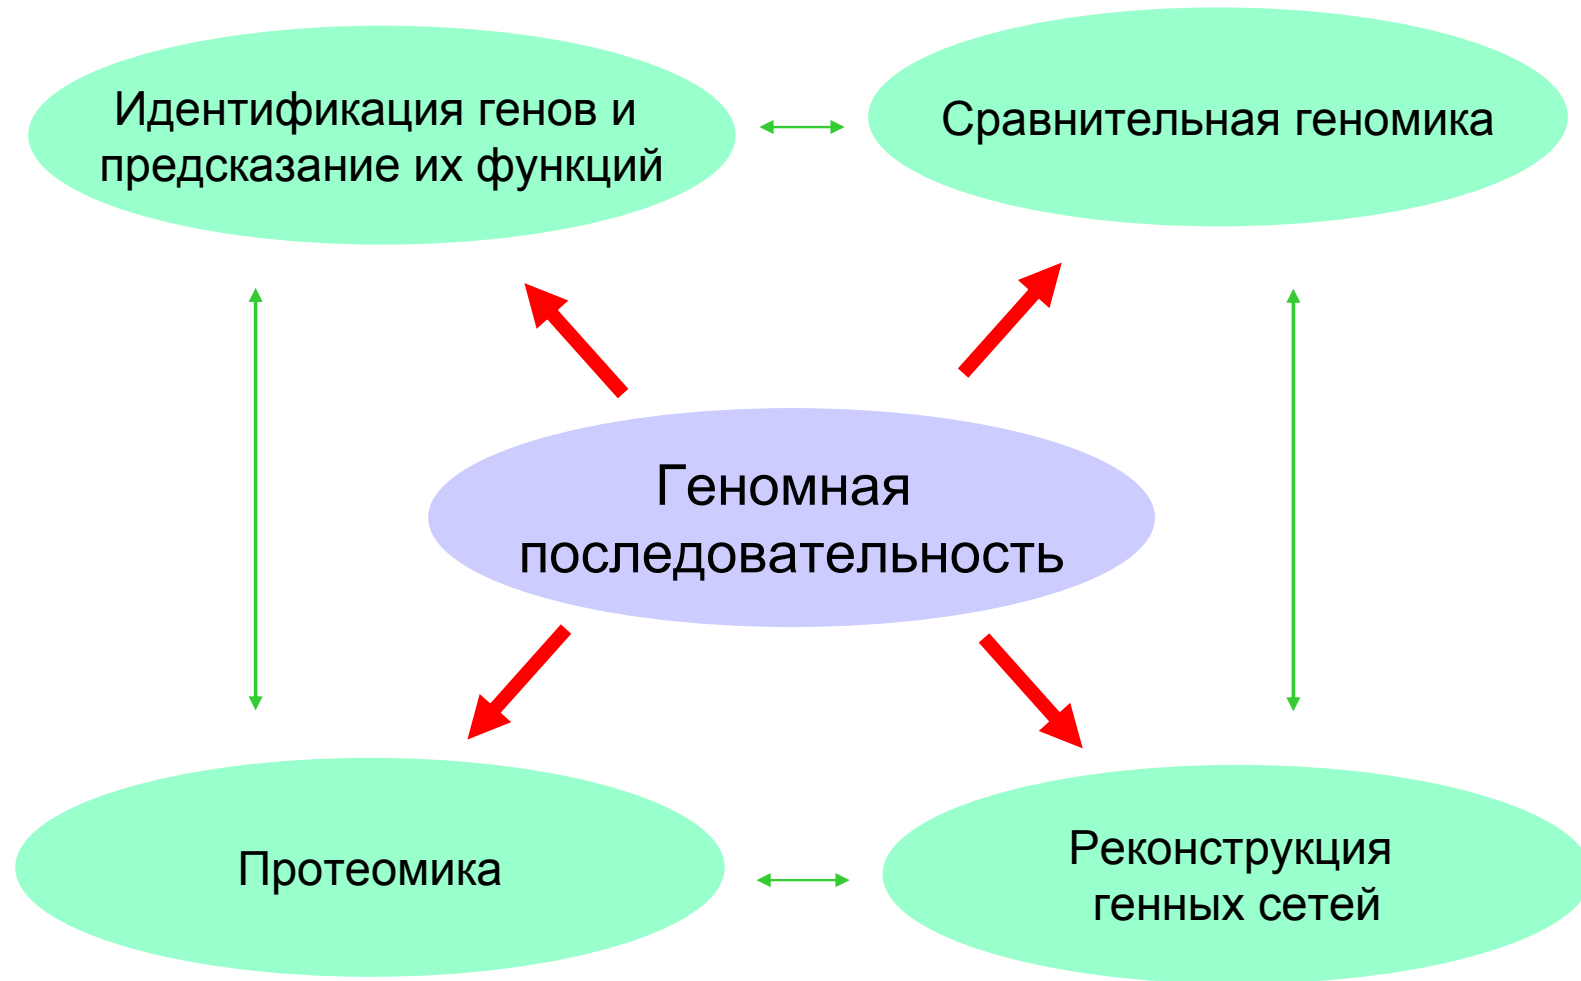 Идентификация генов и
предсказание их функций
Сравнительная геномика
Геномная
последовательность
Протеомика
Реконструкция
генных сетей